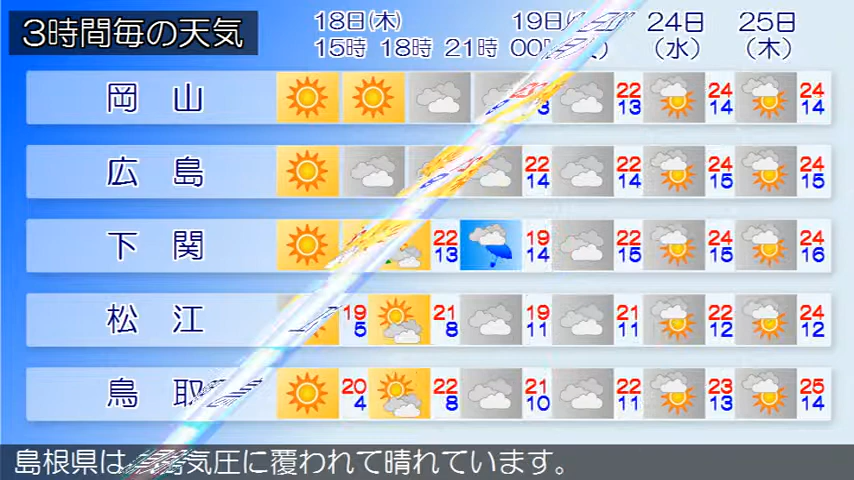 3時間毎の天気
18日(木) 19日 24日 25日
15時 18時 21時 (水) (木)
岡山 22 13 24 14 24 14
広島 22 14 22 14 24 15 24 15
下関 22 13 19 14 22 15 24 15 24 16
松江 19 5 21 8 19 11 21 11 22 12 24 12
鳥取 20 4 22 8 21 10 22 11 23 13 25 14
島根県は 気圧に覆われて晴れています。